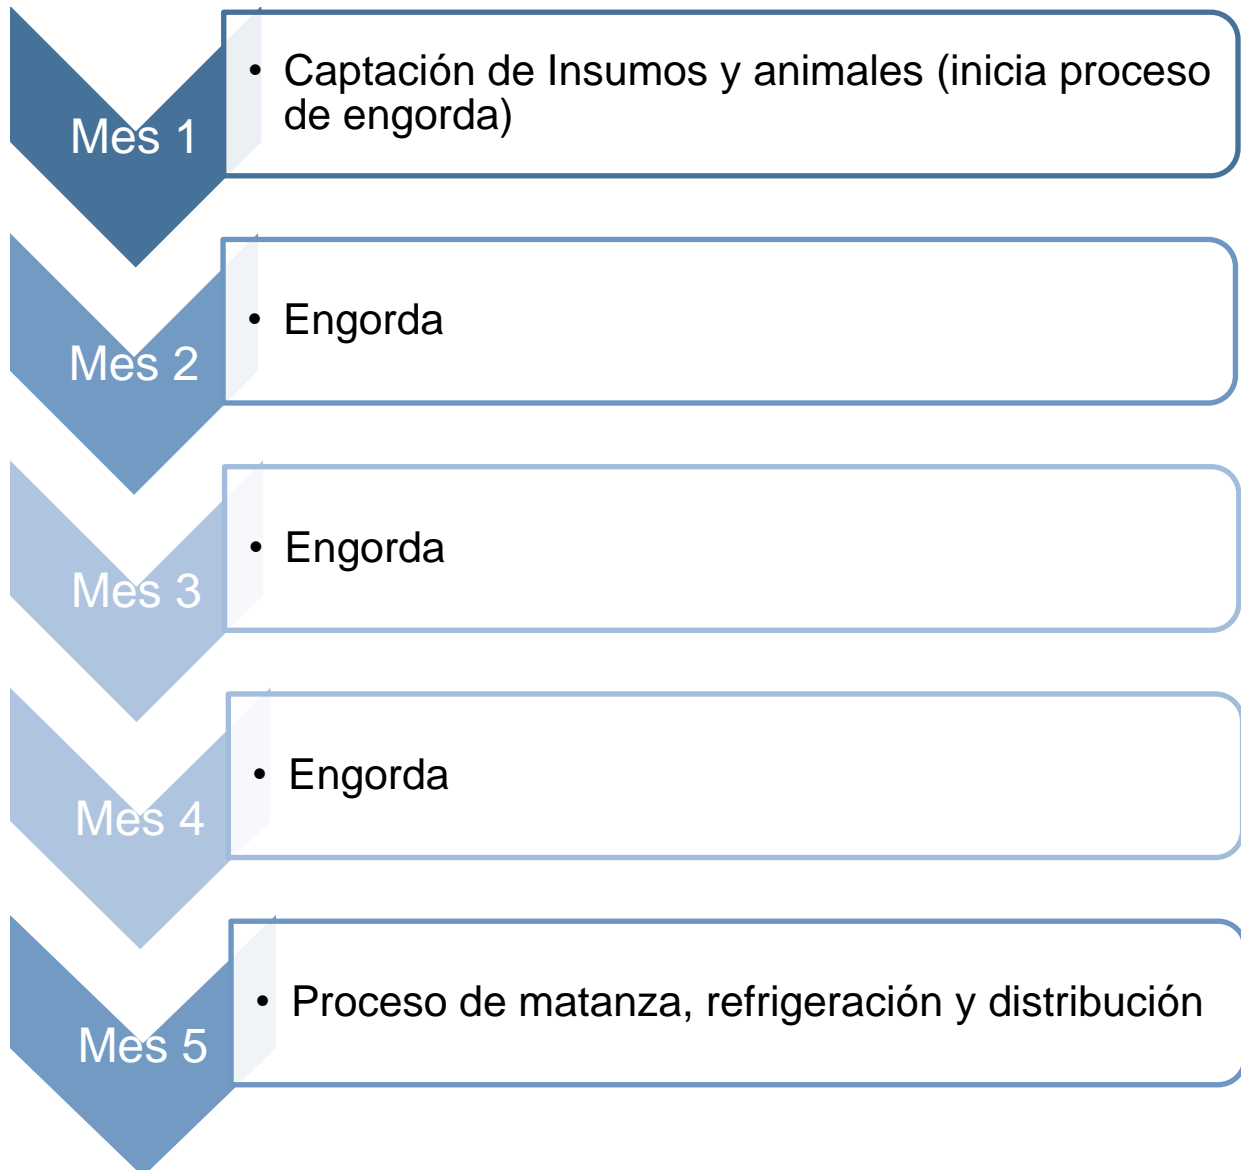 Mes 1
• Captación de Insumos y animales (inicia proceso
de engorda)
Mes 2
• Engorda
Mes 3
• Engorda
Mes 4
• Engorda
Mes 5
• Proceso de matanza, refrigeración y distribución